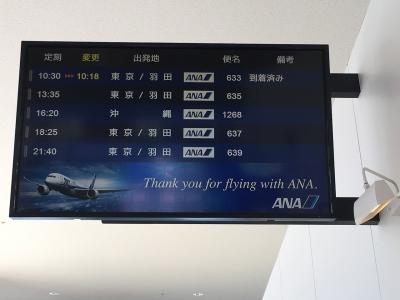 定刻 変更 出発地 便名 備考
10:30 >>> 10:18 東京/羽田 ANA 633 到着済み
13:35 東京/羽田 ANA 635
16:20 沖縄 ANA 1268
18:25 東京/羽田 ANA 637
21:40 東京/羽田 ANA 639
Thank you for flying with ANA.
ANA